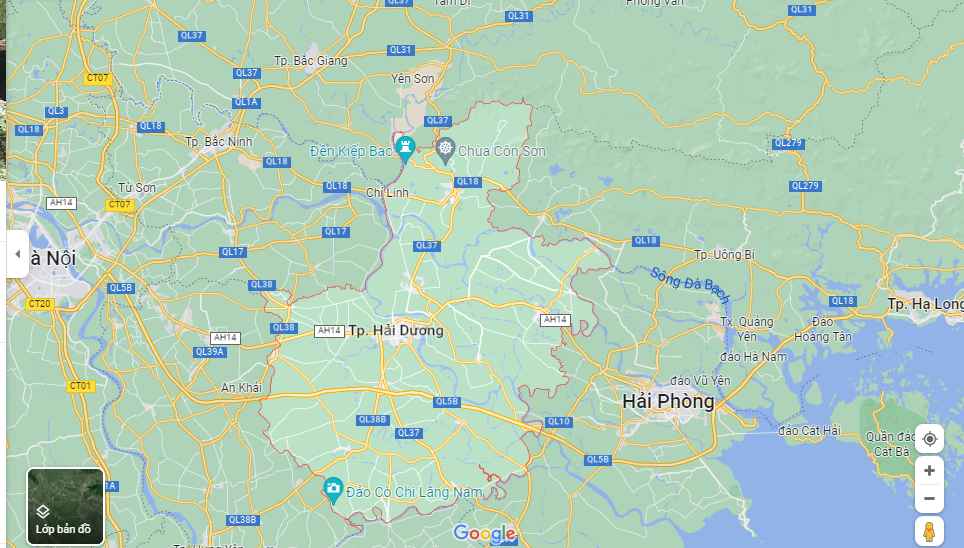 QL37
Tam Dị
QL31
Phong Vân
QL31
QL37
QL31
Tp. Bắc Giang
QL37
CT07
Yên Sơn
QL1A
QL3
QL18
QL18
QL37
Tp. Bắc Ninh
QL279
Đền Kiếp Bạc
Chùa Côn Sơn
QL18
QL18
QL18
Từ Sơn
QL279
Chí Linh
AH14
CT07
QL17
QL37
QL18
QL17
Tp. Uông Bí
à Nội
Sông Đá Bạch
QL5B
QL38
CT20
QL18
Tp. Hạ Long
AH14
Tx. Quảng
Yên
Đảo
Hoàng Tân
QL38
AH14
Tp. Hải Dương
AH14
QL39A
đảo Hà Nam
CT01
An Khải
đảo Vũ Yên
QL5B
Hải Phòng
QL38B
QL37
QL10
đảo Cát Hải
Quần đảo
Cát Bà
QL5B
Đảo Cò Chi Lăng Nam
1A
Lớp bản đồ
QL38B
Google
Tp. Hưng Yên